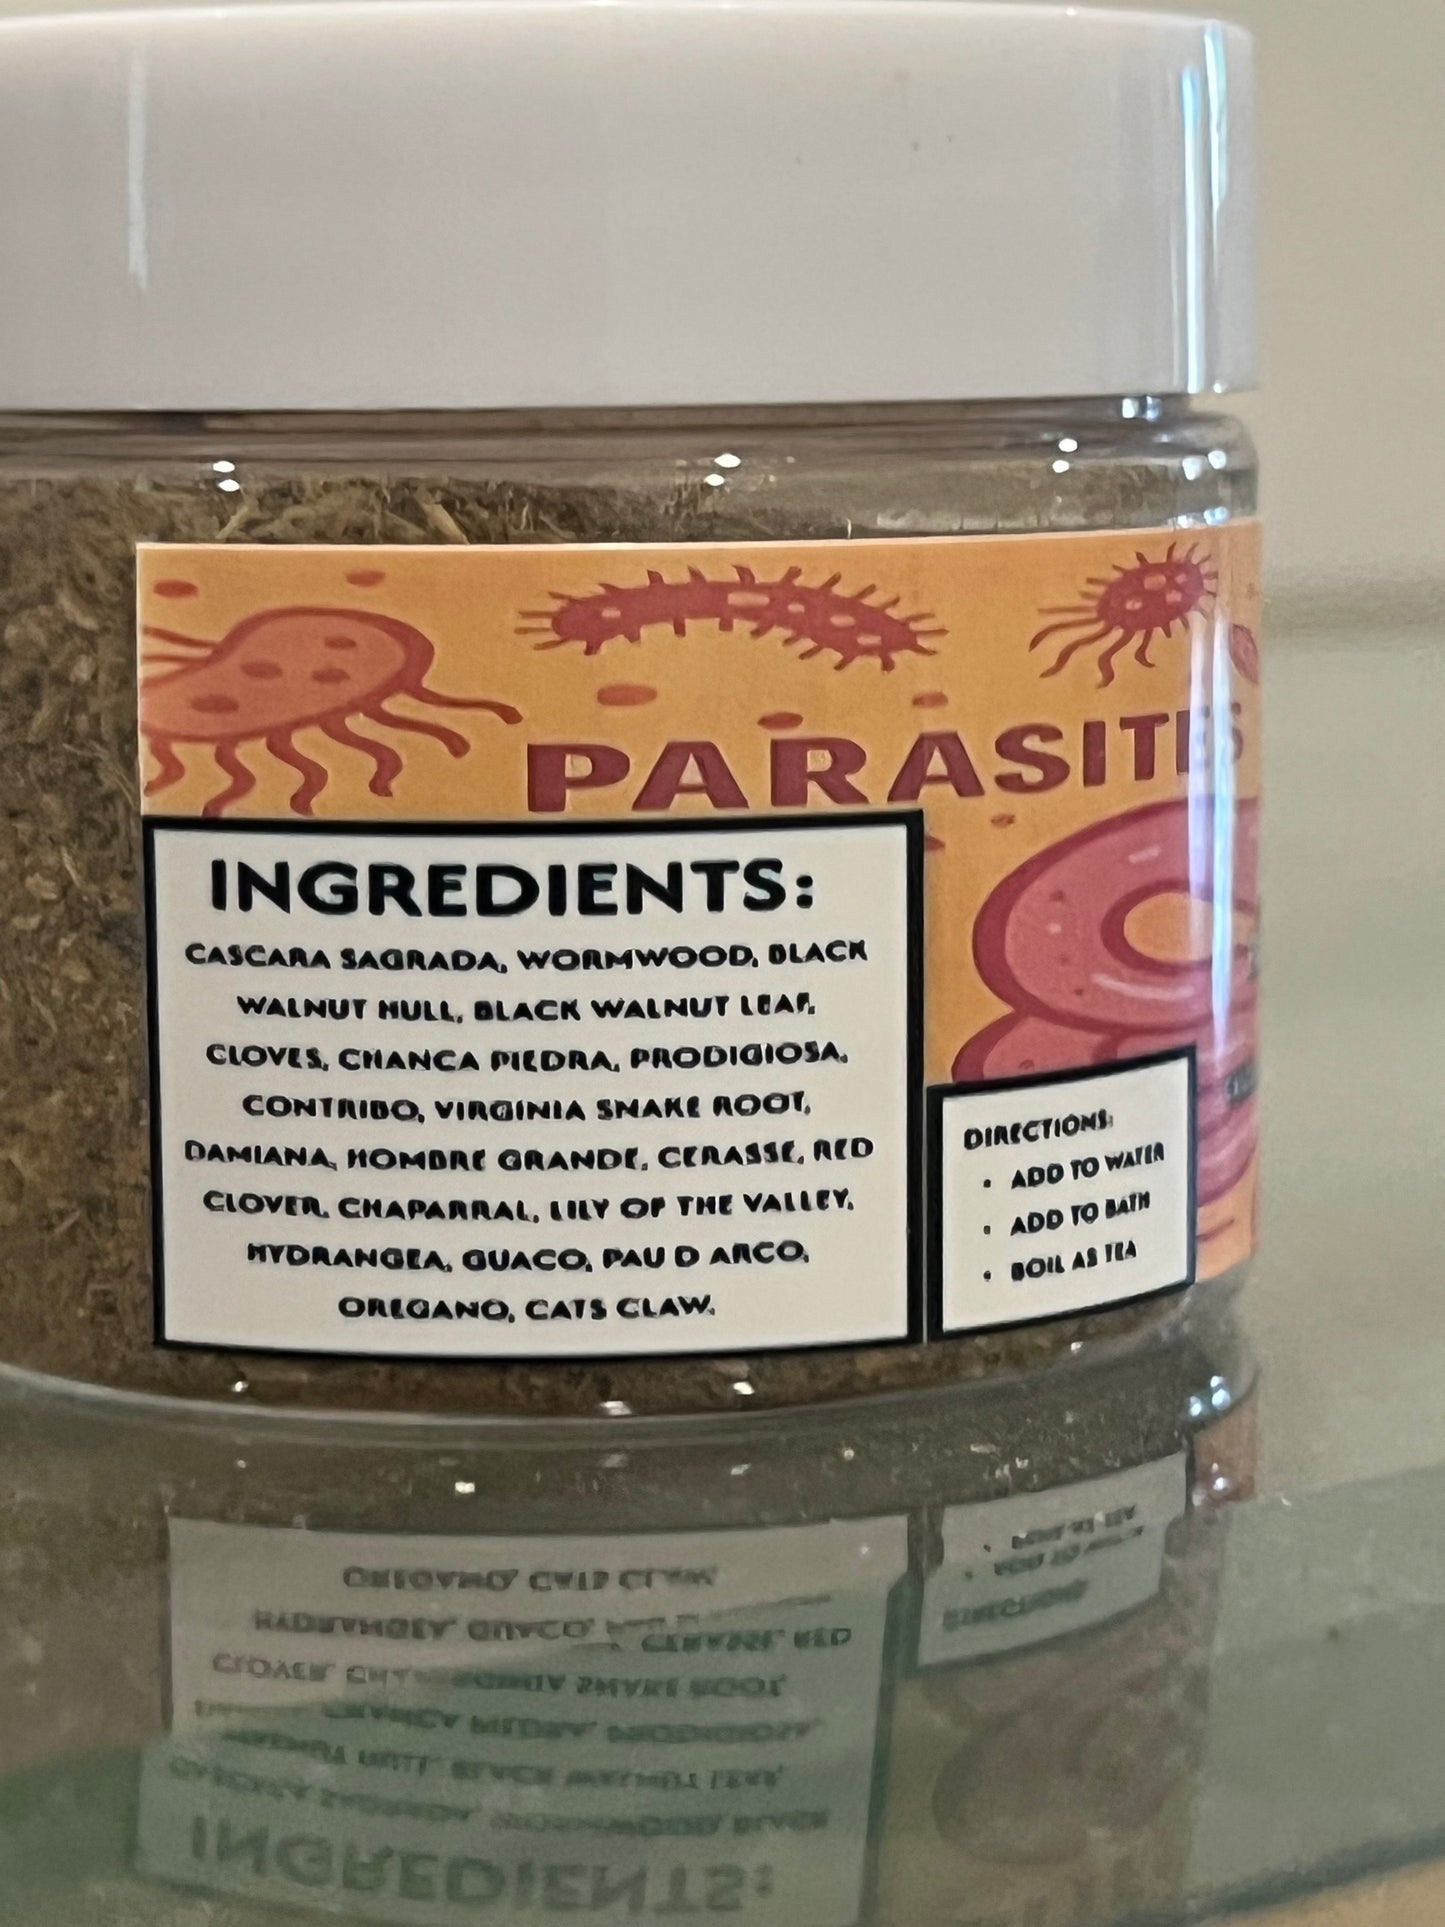 PARASITES
INGREDIENTS:
CASCARA SAGRADA, WORMWOOD, BLACK
WALNUT HULL, BLACK WALNUT LEAF,
CLOVES, CHANCA PIEDRA, PRODIGIOSA,
CONTRIBO, VIRGINIA SNAKE ROOT,
DAMIANA, HOMBRE GRANDE, CERASSE, RED
CLOVER, CHAPARRAL, LILY OF THE VALLEY,
HYDRANGEA, GUACO, PAU D ARCO,
OREGANO, CATS CLAW.
DIRECTIONS:
• ADD TO WATER
• ADD TO BATH
• BOIL AS TEA